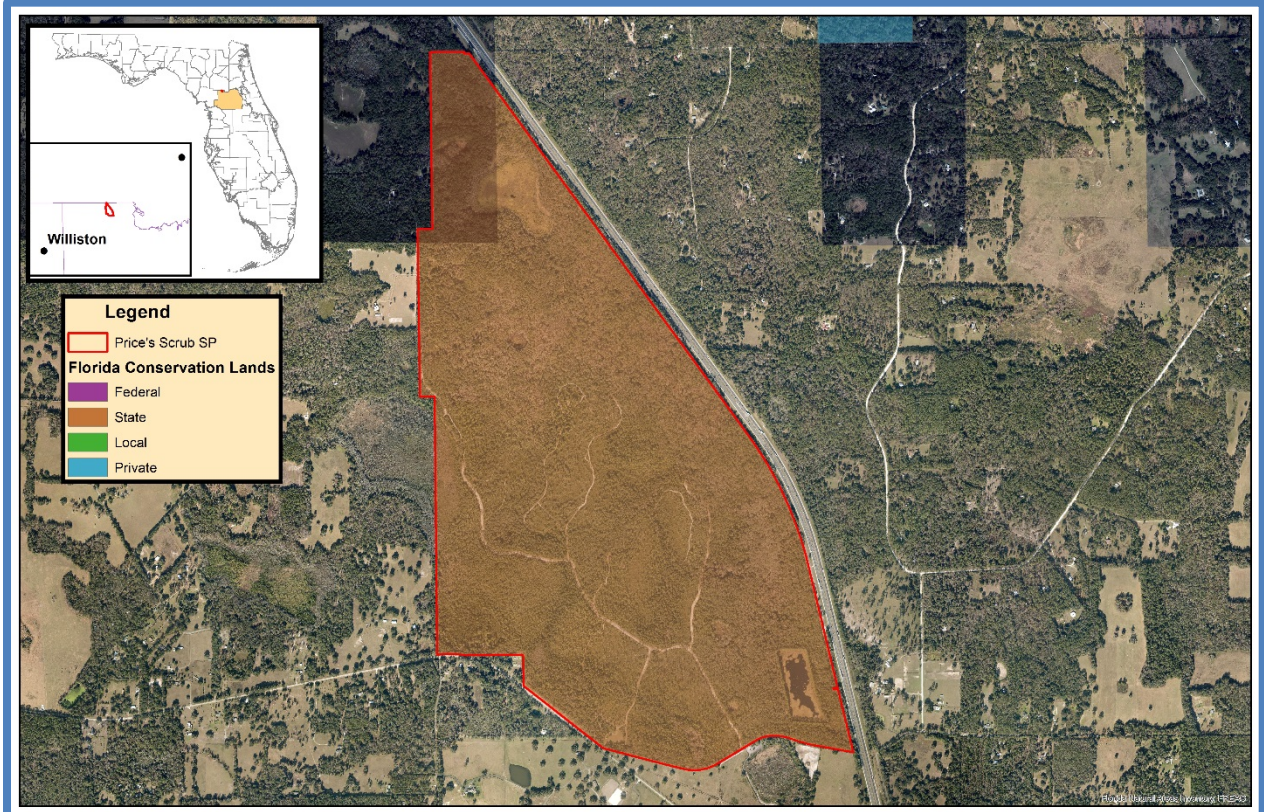 Williston
Legend
Price's Scrub SP
Florida Conservation Lands
Federal
State
Local
Private